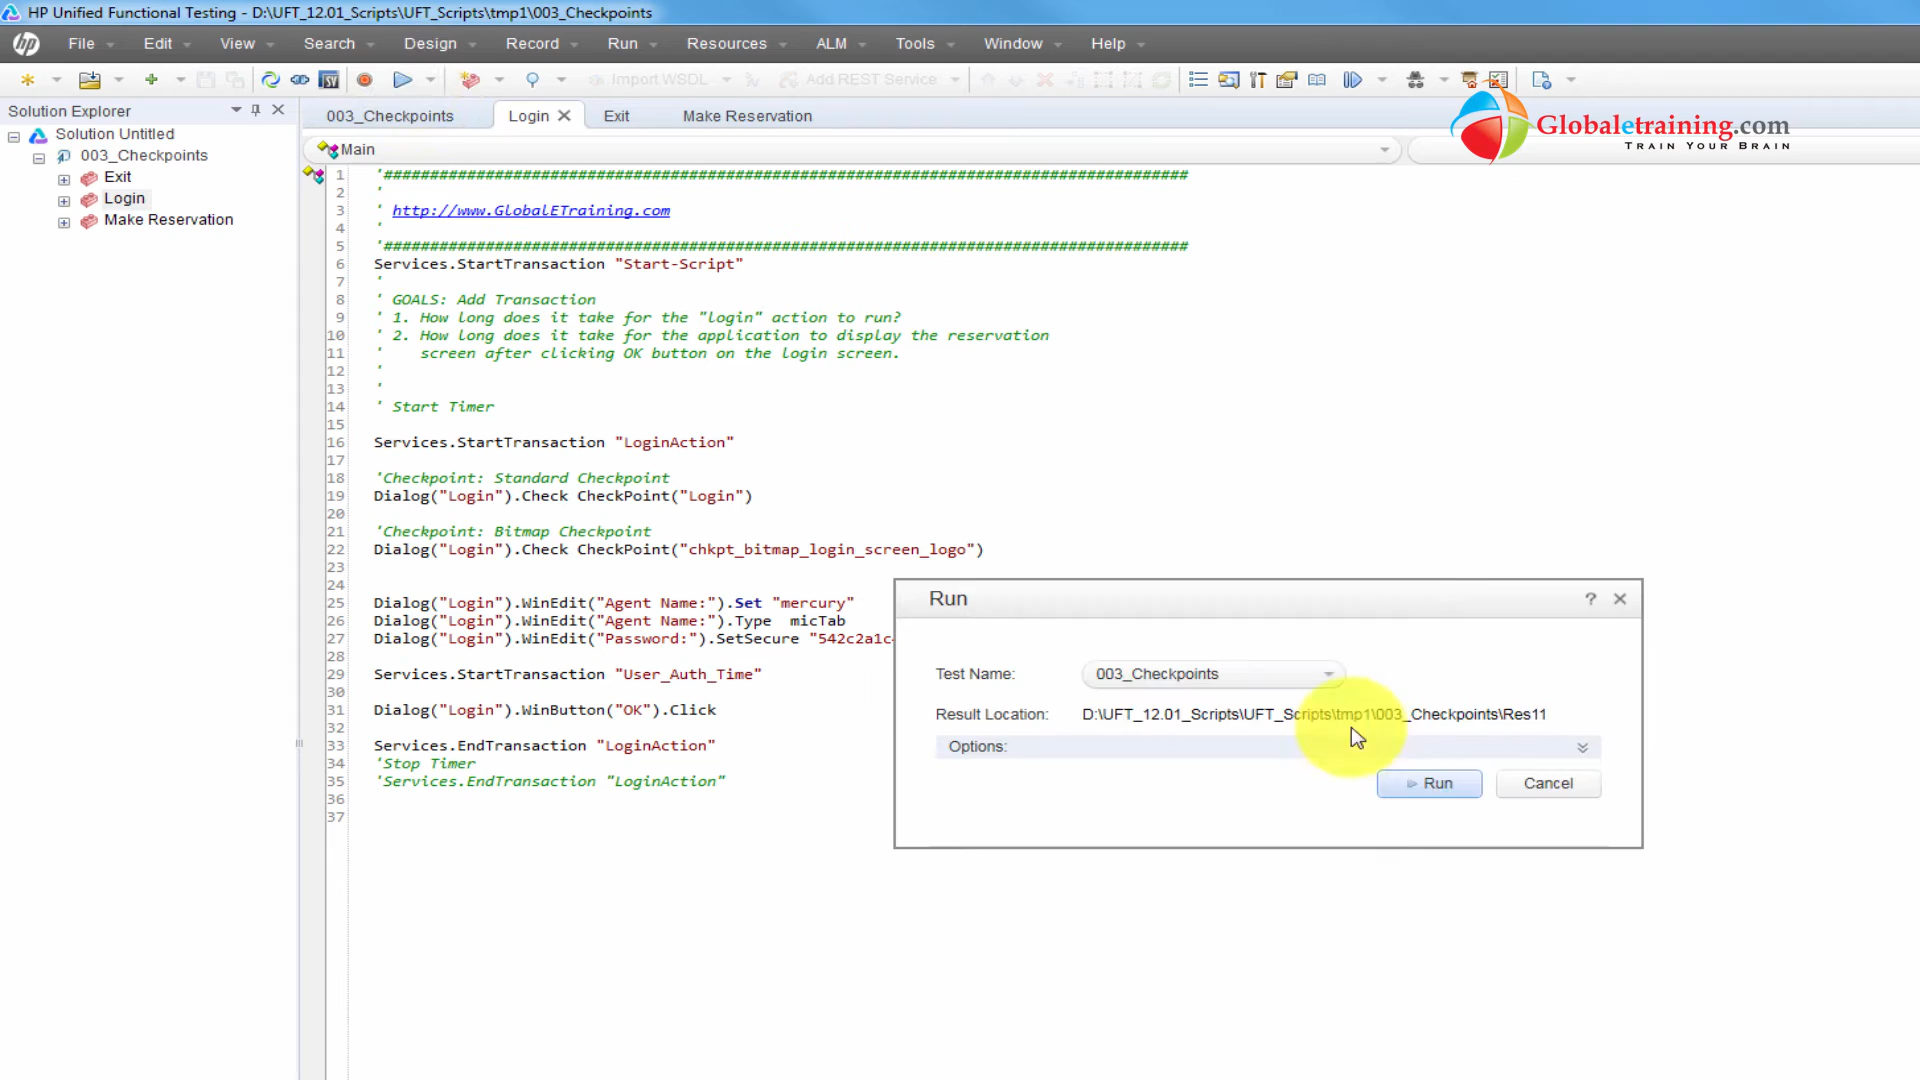 HP Unified Functional Testing - D:\UFT_12.01_Scripts\UFT_Scripts\tmp1\003_Checkpoints
hp File Edit View Search Design Record Run Resources ALM Tools Window Help
Import WSDL Add REST Service
Solution Explorer
Solution Untitled
003_Checkpoints
Exit
Login
Make Reservation
003_Checkpoints Login Exit Make Reservation
Globaletraining.com
TRAIN YOUR BRAIN
Main
1 '#######################################################################################
2 '
3 ' http://www.GlobalETraining.com
4 '
5 '#######################################################################################
6 Services.StartTransaction "Start-Script"
7 '
8 ' GOALS: Add Transaction
9 ' 1. How long does it take for the "login" action to run?
10 ' 2. How long does it take for the application to display the reservation
11 ' screen after clicking OK button on the login screen.
12 '
13 '
14 ' Start Timer
15
16 Services.StartTransaction "LoginAction"
17
18 'Checkpoint: Standard Checkpoint
19 Dialog("Login").Check CheckPoint("Login")
20
21 'Checkpoint: Bitmap Checkpoint
22 Dialog("Login").Check CheckPoint("chkpt_bitmap_login_screen_logo")
23
24
25 Dialog("Login").WinEdit("Agent Name:").Set "mercury"
26 Dialog("Login").WinEdit("Agent Name:").Type micTab
27 Dialog("Login").WinEdit("Password:").SetSecure "542c2a1c
28
29 Services.StartTransaction "User_Auth_Time"
30
31 Dialog("Login").WinButton("OK").Click
32
33 Services.EndTransaction "LoginAction"
34 'Stop Timer
35 'Services.EndTransaction "LoginAction"
36
37
Run
Test Name: 003_Checkpoints
Result Location: D:\UFT_12.01_Scripts\UFT_Scripts\tmp1\003_Checkpoints\Res11
Options:
Run Cancel